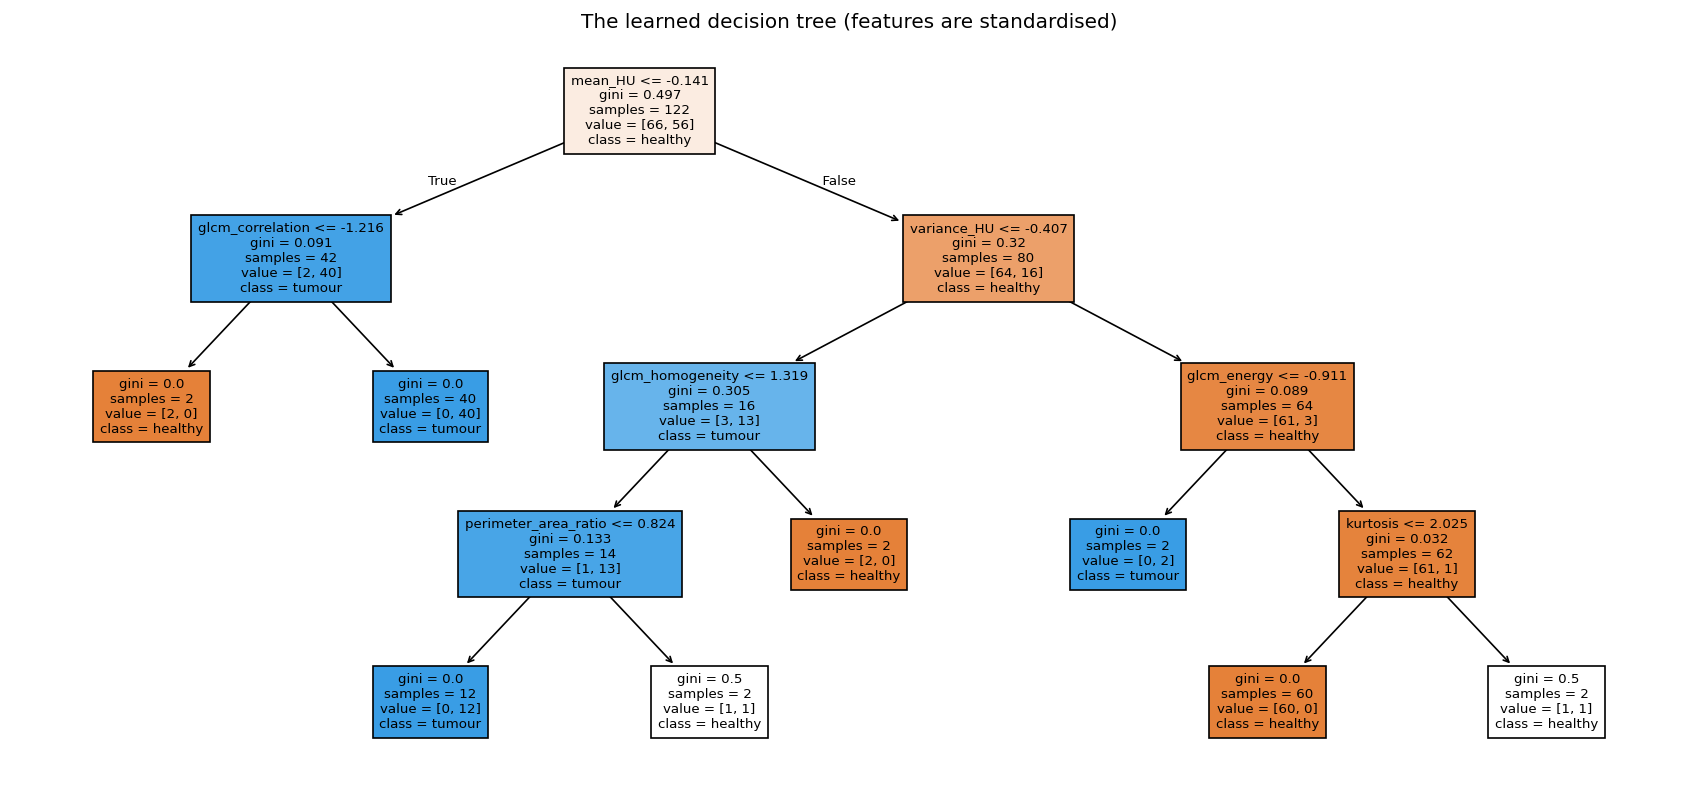 The learned decision tree (features are standardised)
mean_HU <= -0.141
gini = 0.497
samples = 122
value = [66, 56]
class = healthy
True
False
glcm_correlation <= -1.216
gini = 0.091
samples = 42
value = [2, 40]
class = tumour
variance_HU <= -0.407
gini = 0.32
samples = 80
value = [64, 16]
class = healthy
gini = 0.0
samples = 2
value = [2, 0]
class = healthy
gini = 0.0
samples = 40
value = [0, 40]
class = tumour
glcm_homogeneity <= 1.319
gini = 0.305
samples = 16
value = [3, 13]
class = tumour
glcm_energy <= -0.911
gini = 0.089
samples = 64
value = [61, 3]
class = healthy
perimeter_area_ratio <= 0.824
gini = 0.133
samples = 14
value = [1, 13]
class = tumour
gini = 0.0
samples = 2
value = [2, 0]
class = healthy
gini = 0.0
samples = 2
value = [0, 2]
class = tumour
kurtosis <= 2.025
gini = 0.032
samples = 62
value = [61, 1]
class = healthy
gini = 0.0
samples = 12
value = [0, 12]
class = tumour
gini = 0.5
samples = 2
value = [1, 1]
class = healthy
gini = 0.0
samples = 60
value = [60, 0]
class = healthy
gini = 0.5
samples = 2
value = [1, 1]
class = healthy